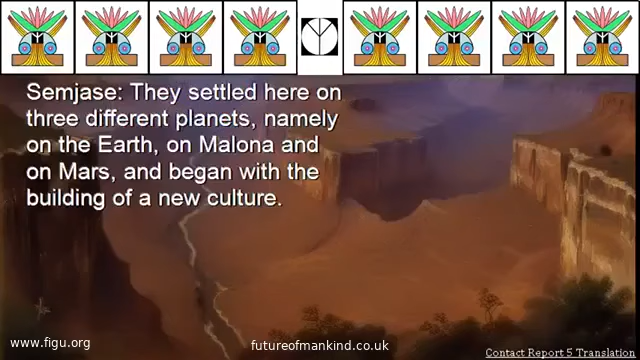 Semjase: They settled here on
three different planets, namely
on the Earth, on Malona and
on Mars, and began with the
building of a new culture.
www.figu.org
futureofmankind.co.uk
Contact Report 5 Translation